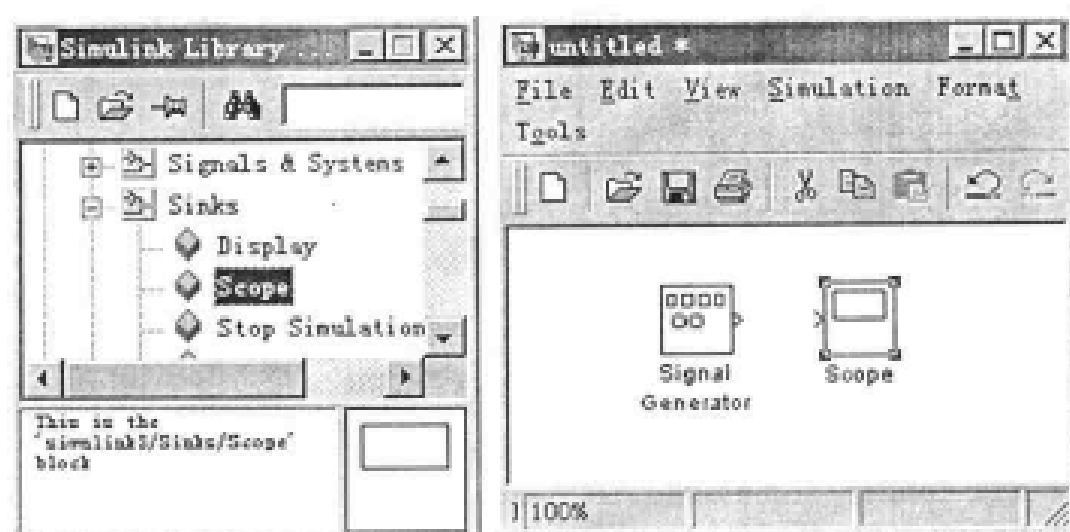 Simulink Library ...
Signals & Systems
Sinks
Display
Scope
Stop Simulation
This is the
'simulink3/Sinks/Scope'
block
untitled *
File Edit View Simulation Format
Tools
Signal
Generator
Scope
100%